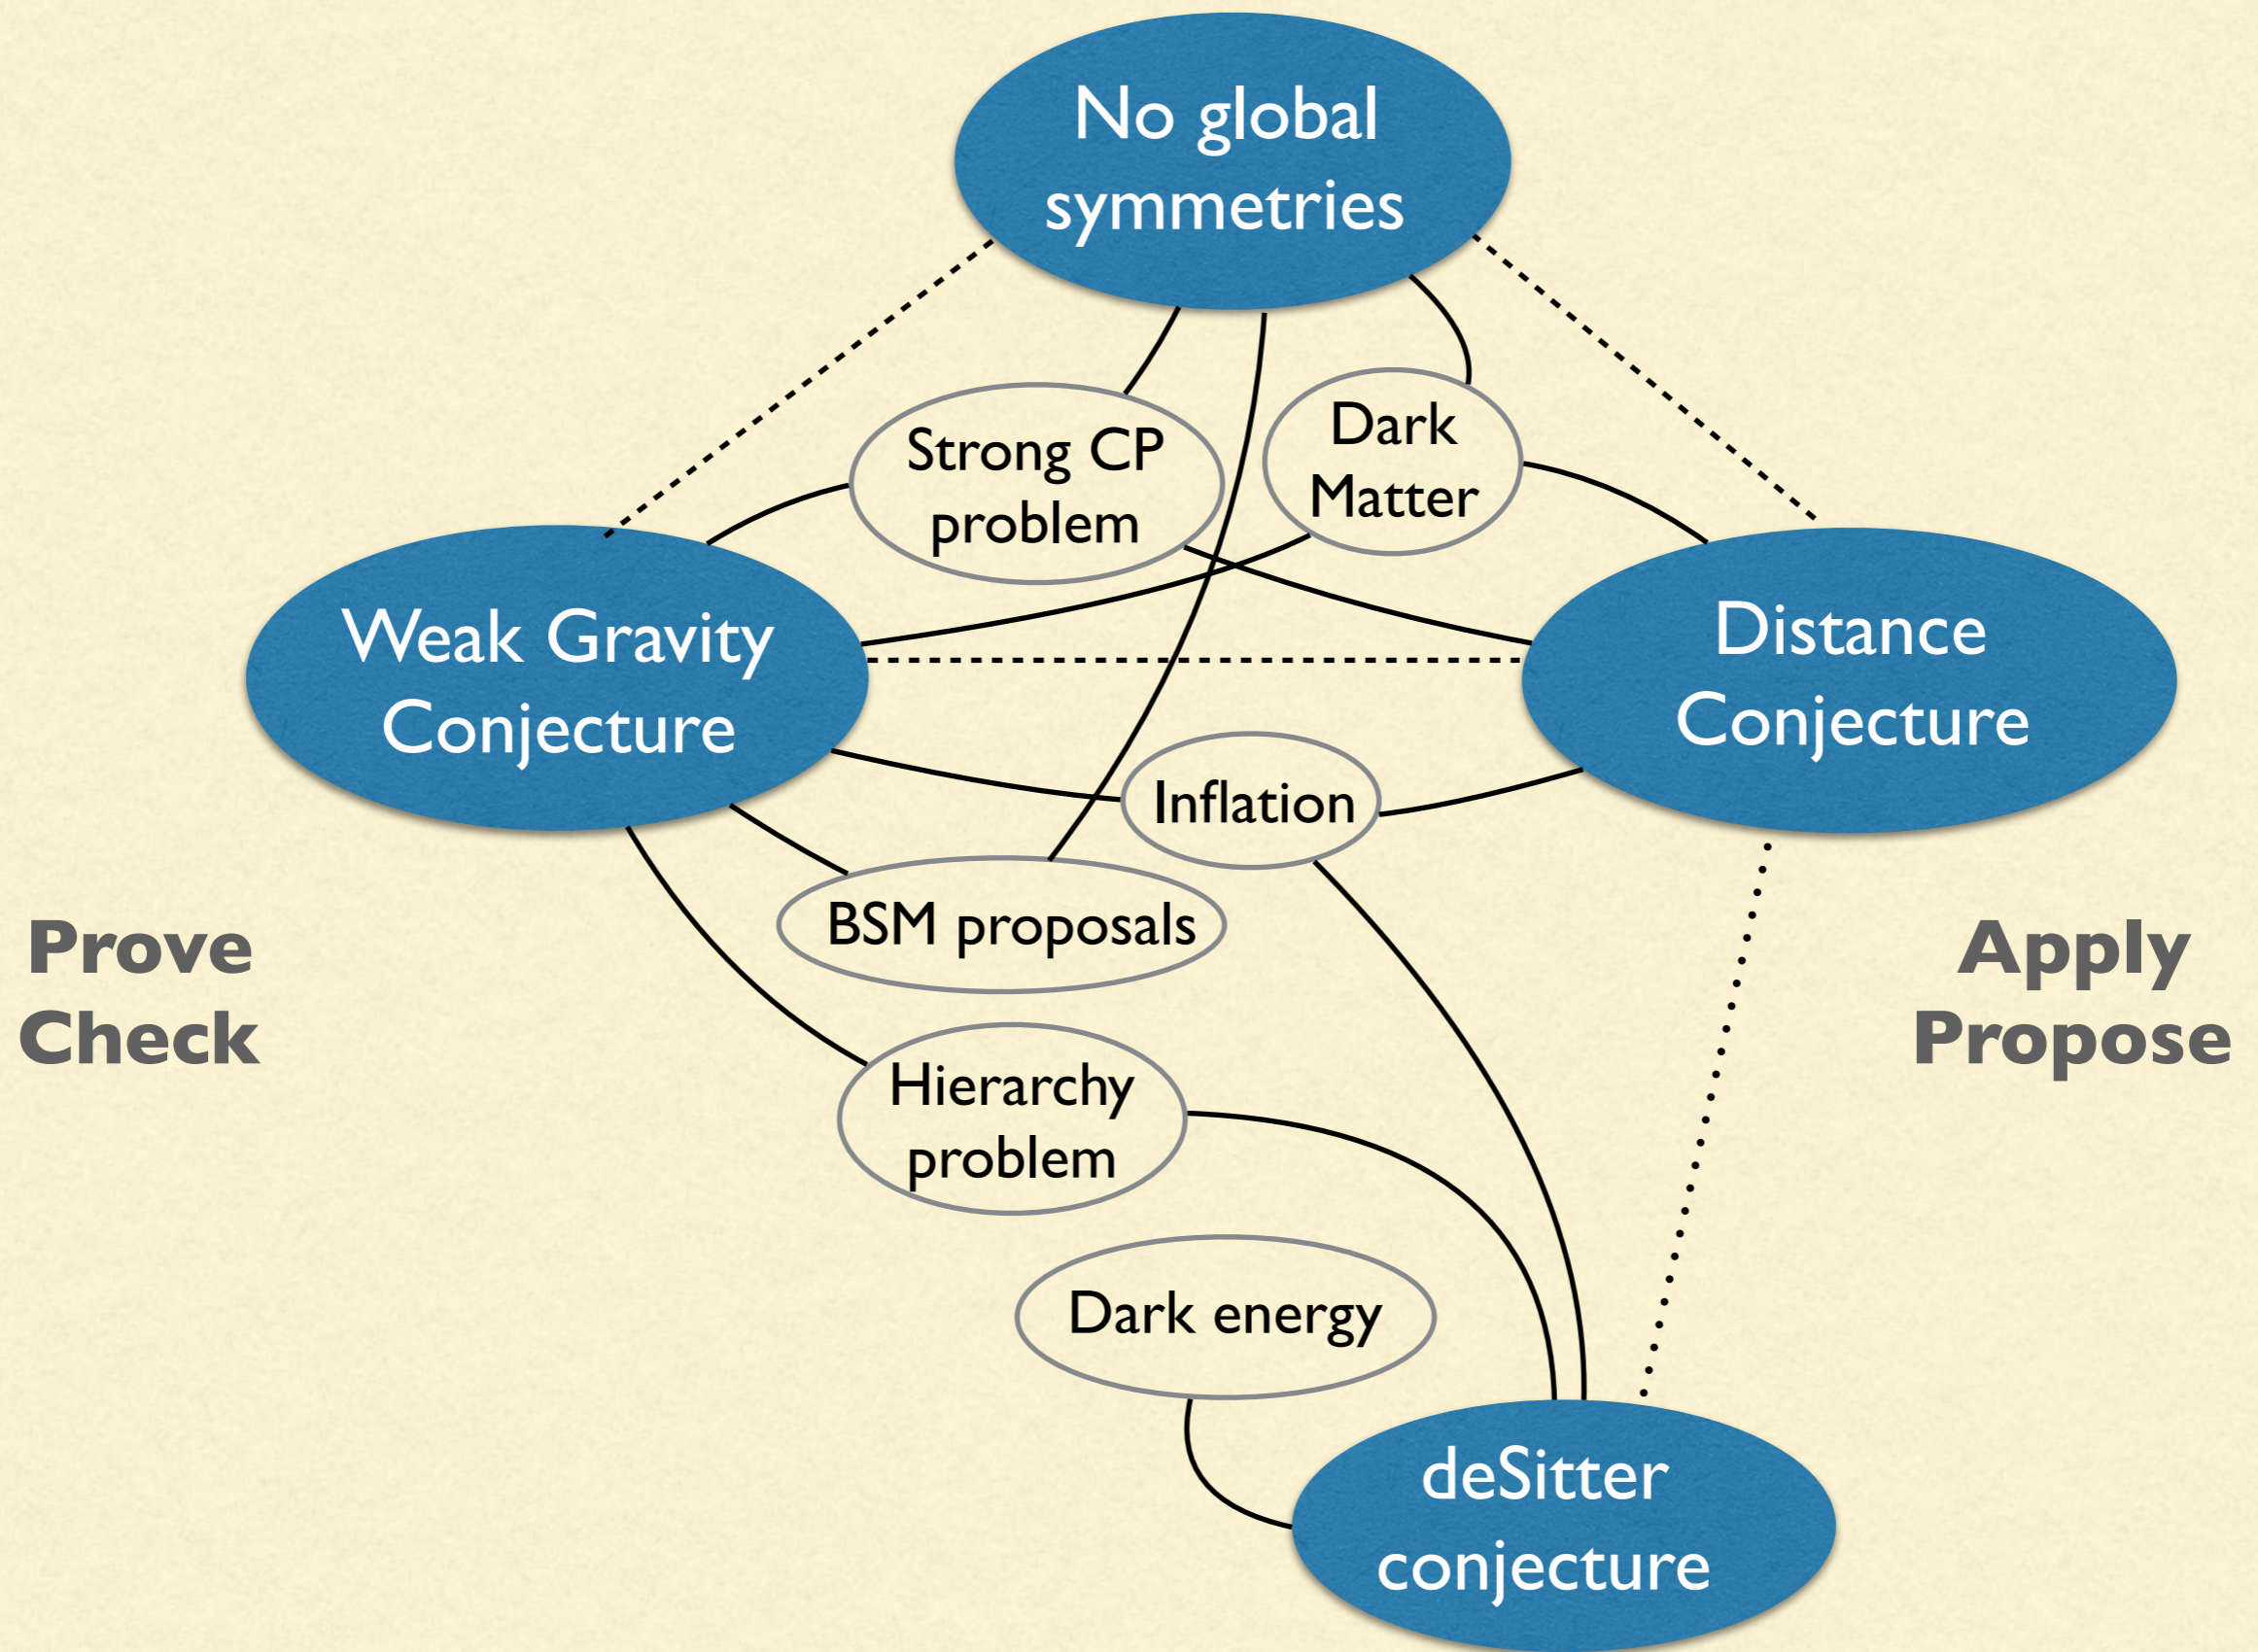 No global
symmetries
Strong CP
problem
Dark
Matter
Weak Gravity
Conjecture
Distance
Conjecture
Inflation
BSM proposals
Prove
Check
Apply
Propose
Hierarchy
problem
Dark energy
deSitter
conjecture